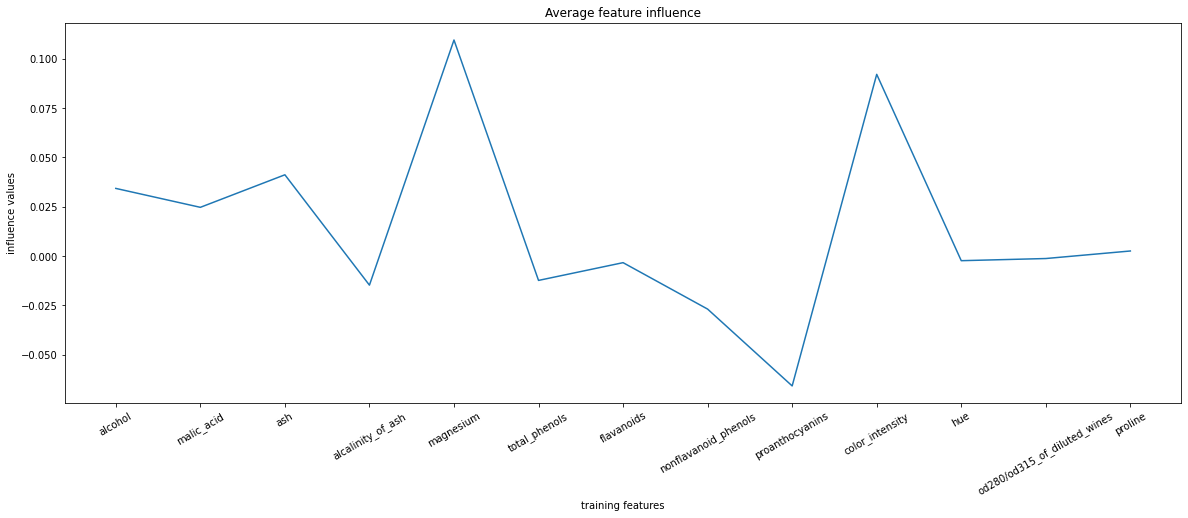 Average feature influence
influence values
0.100
0.075
0.050
0.025
0.000
−0.025
−0.050
alcohol
malic_acid
ash
alcalinity_of_ash
magnesium
total_phenols
flavanoids
nonflavanoid_phenols
proanthocyanins
color_intensity
hue
od280/od315_of_diluted_wines
proline
training features